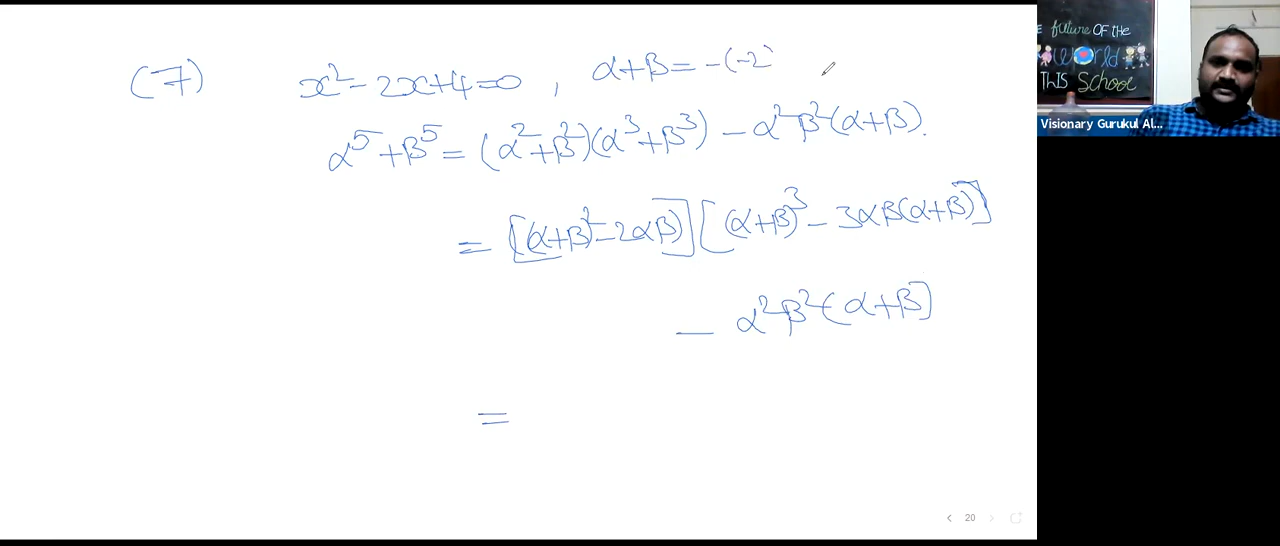 (7) x² - 2x + 4 = 0 , α+β = -(-2)
α⁵ + β⁵ = (α² + β²)(α³ + β³) - α²β²(α+β).
= [(α+β)² - 2αβ] [(α+β)³ - 3αβ(α+β)]
- α²β²(α+β)
=
20
E future OF the
World
THIS SCHOOL
Visionary Gurukul Al...